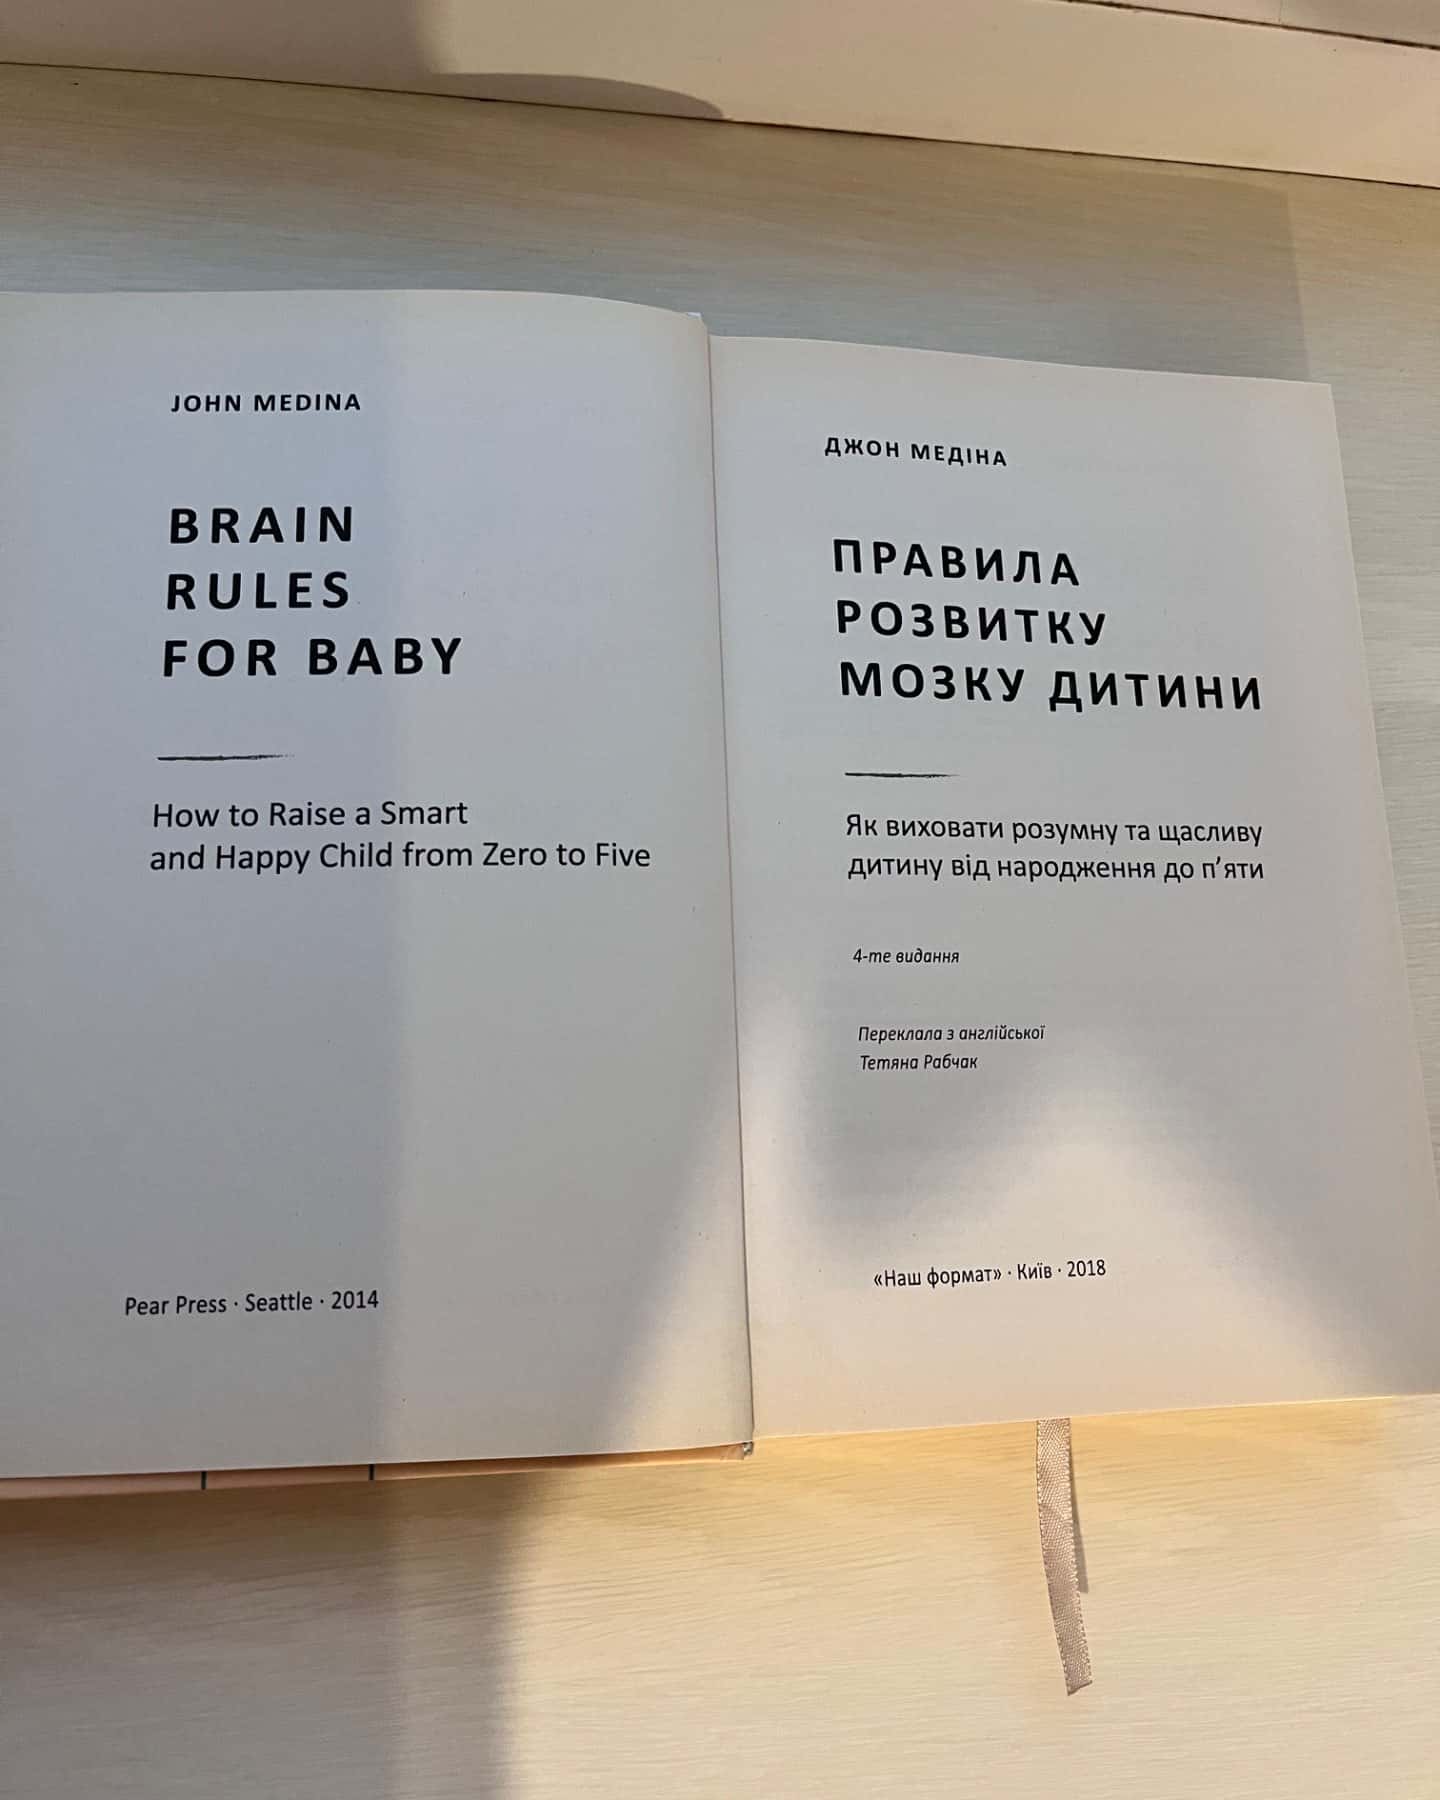 JOHN MEDINA
BRAIN
RULES
FOR BABY
How to Raise a Smart
and Happy Child from Zero to Five
Pear Press · Seattle · 2014
ДЖОН МЕДІНА
ПРАВИЛА
РОЗВИТКУ
МОЗКУ ДИТИНИ
Як виховати розумну та щасливу
дитину від народження до п’яти
4-те видання
Переклала з англійської
Тетяна Рабчак
«Наш формат» · Київ · 2018